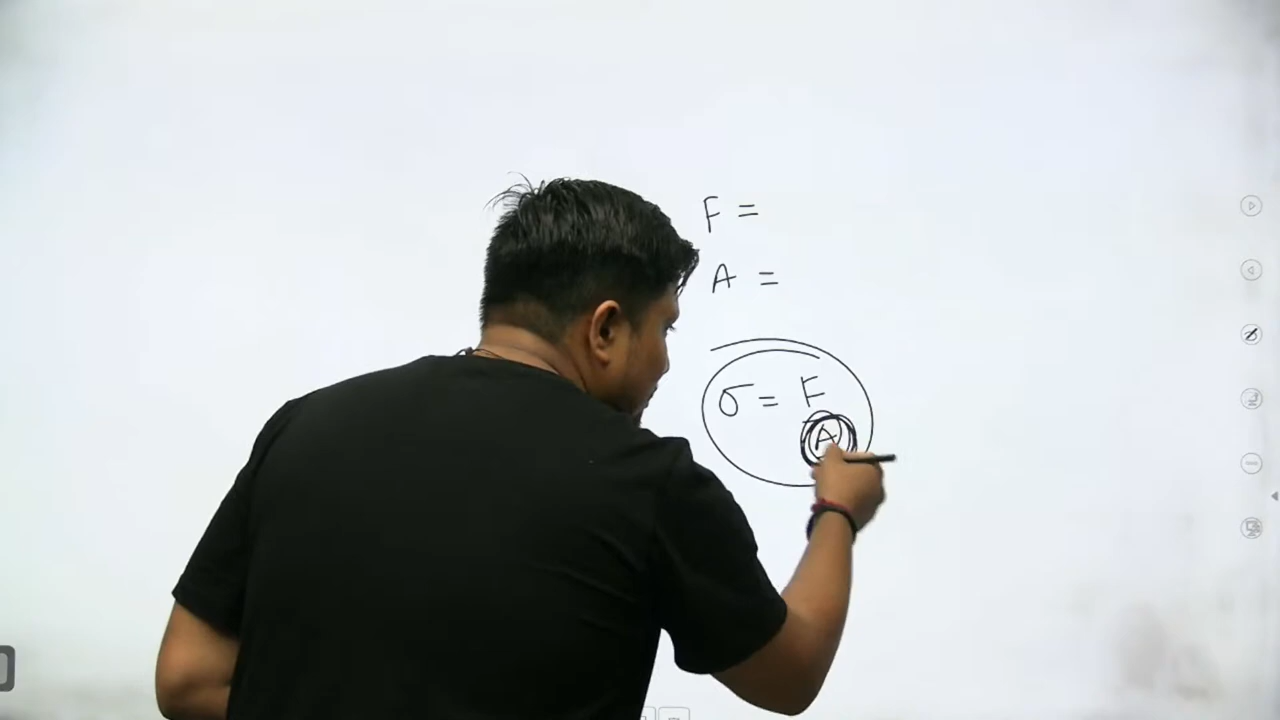 F =
A =
σ = F
A